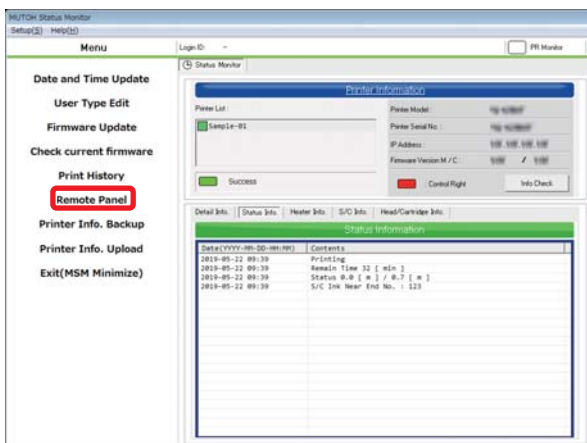 MUTOH Status Monitor
Setup(S) Help(H)
Menu
Login ID: -
PR Monitor
Status Monitor
Date and Time Update
User Type Edit
Firmware Update
Check current firmware
Print History
Remote Panel
Printer Info. Backup
Printer Info. Upload
Exit(MSM Minimize)
Printer Information
Printer List :
Sample-01
Success
Printer Model :
Printer Serial No. :
IP Address :
Firmware Version M / C :
/
Control Right
Info Check
Detail Info. Status Info. Heater Info. S/C Info. Head/Cartridge Info.
Status Information
Date(YYYY-MM-DD-HH:MM) Contents
2019-05-22 09:39 Printing
2019-05-22 09:39 Remain Time 32 [ min ]
2019-05-22 09:39 Status 0.0 [ m ] / 0.7 [ m ]
2019-05-22 09:39 S/C Ink Near End No. : 123